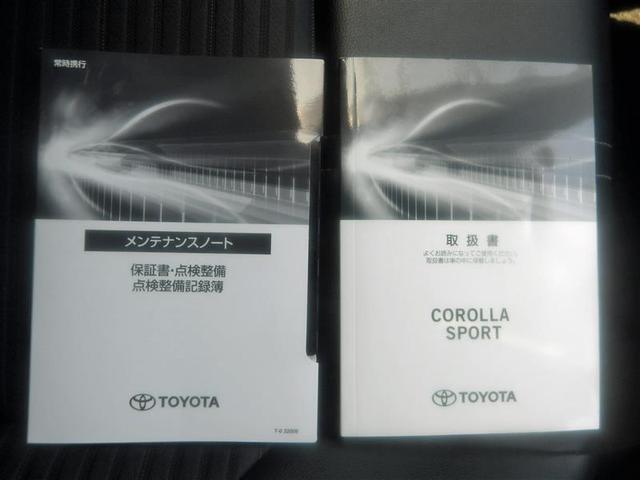 常時携行
メンテナンスノート
保証書・点検整備
点検整備記録簿
TOYOTA
取扱書
よくお読みになってご使用ください。
取扱書は車の中に保管しましょう。
COROLLA
SPORT
TOYOTA